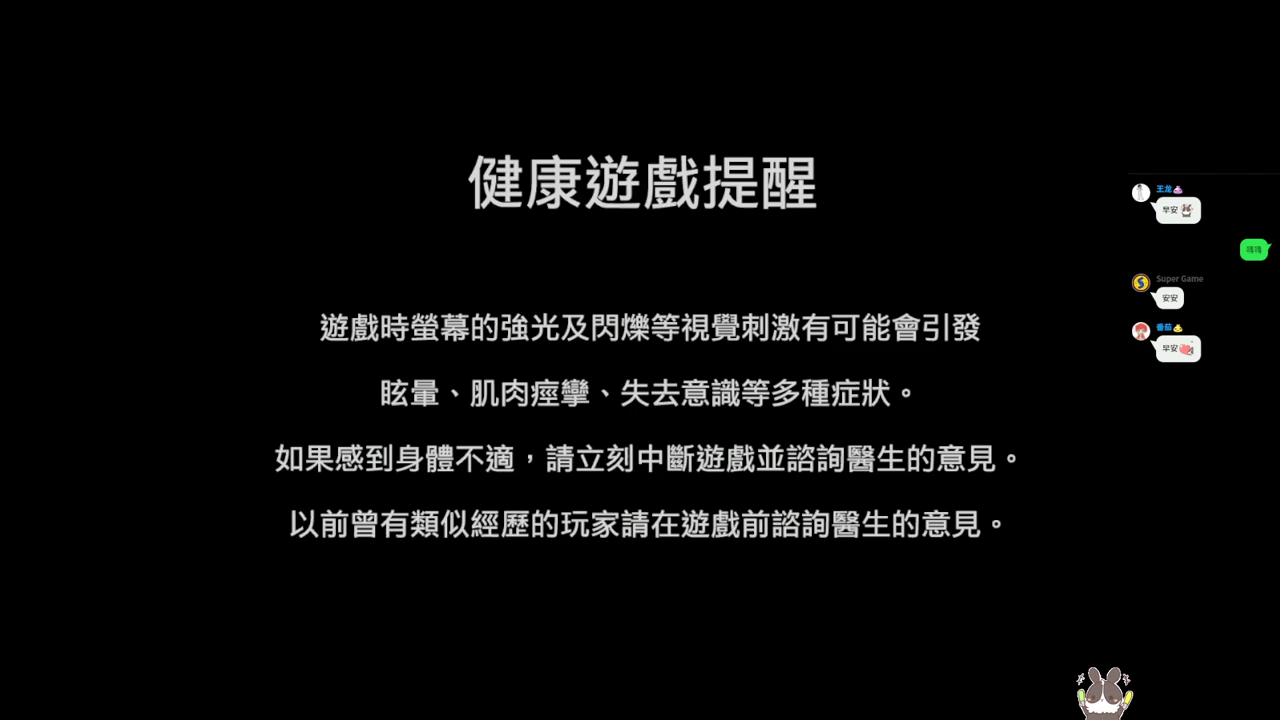 健康遊戲提醒
遊戲時螢幕的強光及閃爍等視覺刺激有可能會引發
眩暈、肌肉痙攣、失去意識等多種症狀。
如果感到身體不適，請立刻中斷遊戲並諮詢醫生的意見。
以前曾有類似經歷的玩家請在遊戲前諮詢醫生的意見。
王龙
早安
嗎嗎
Super Game
安安
番茄
早安